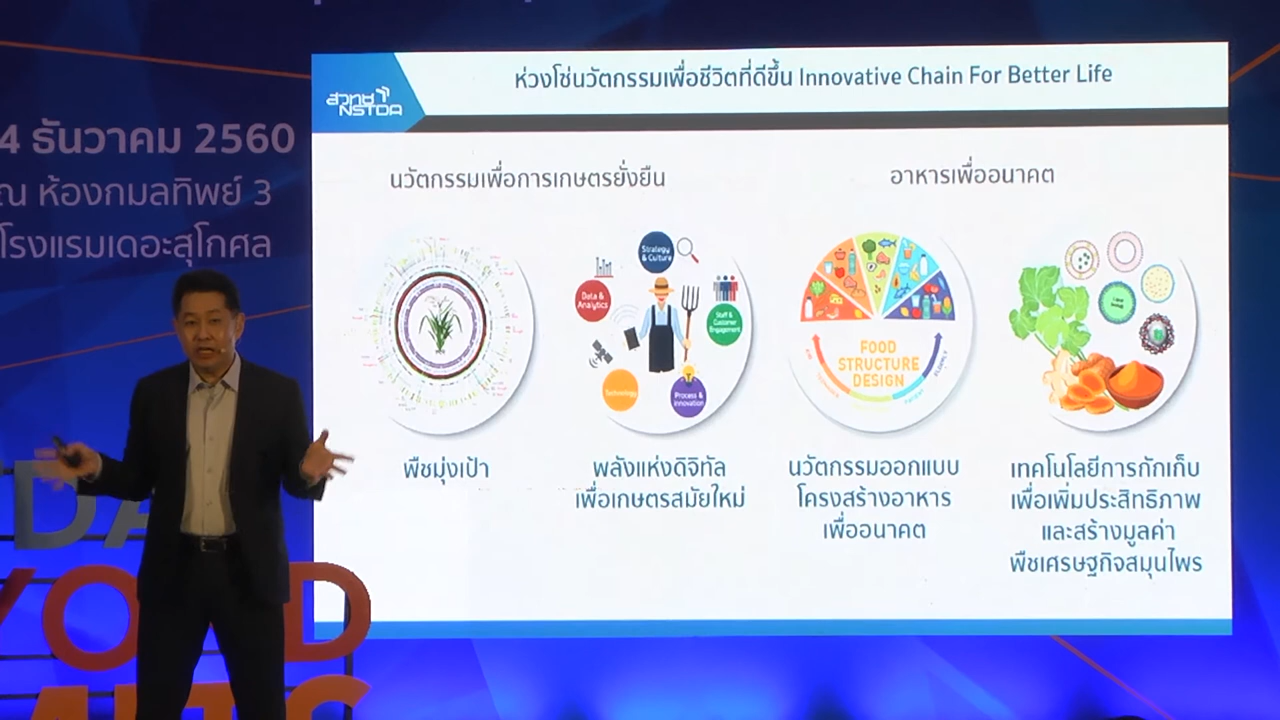 ห่วงโซ่นวัตกรรมเพื่อชีวิตที่ดีขึ้น Innovative Chain For Better Life
สวทช
NSTDA
4 ธันวาคม 2560
ณ ห้องกมลทิพย์ 3
โรงแรมเดอะสุโกศล
นวัตกรรมเพื่อการเกษตรยั่งยืน
อาหารเพื่ออนาคต
Strategy
& Culture
Data &
Analytics
Staff &
Customer
Engagement
Technology
Process &
Innovation
FOOD
STRUCTURE
DESIGN
พืชมุ่งเป้า
พลังแห่งดิจิทัล
เพื่อเกษตรสมัยใหม่
นวัตกรรมออกแบบ
โครงสร้างอาหาร
เพื่ออนาคต
เทคโนโลยีการกักเก็บ
เพื่อเพิ่มประสิทธิภาพ
และสร้างมูลค่า
พืชเศรษฐกิจสมุนไพร